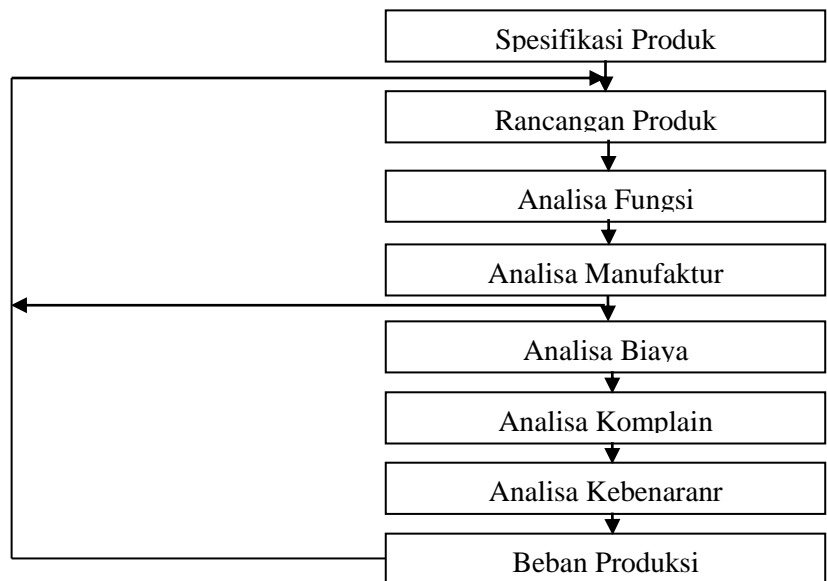 Spesifikasi Produk
Rancangan Produk
Analisa Fungsi
Analisa Manufaktur
Analisa Biaya
Analisa Komplain
Analisa Kebenaranr
Beban Produksi